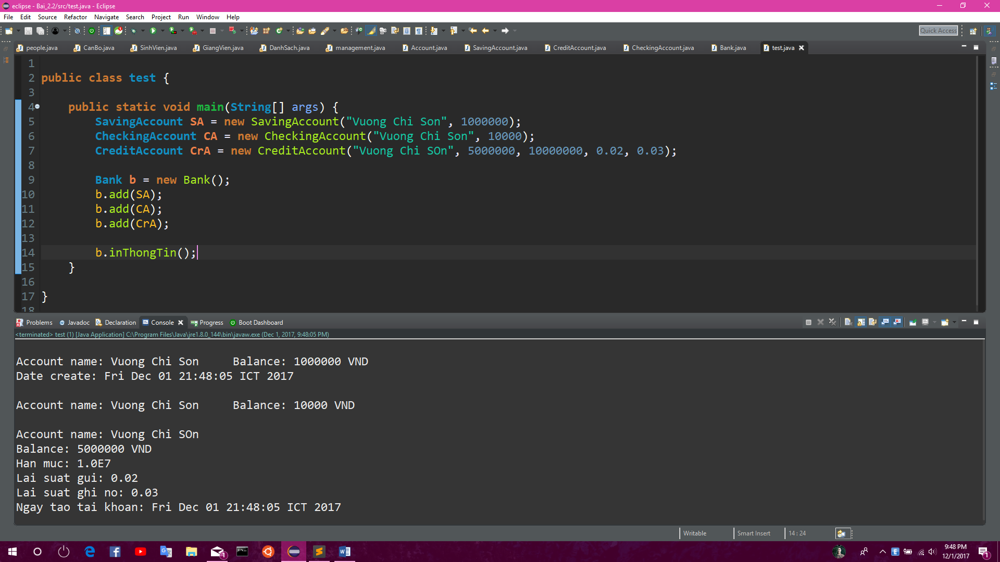 eclipse - Bai_2.2/src/test.java - Eclipse
File Edit Source Refactor Navigate Search Project Run Window Help
Quick Access
people.java CanBo.java SinhVien.java GiangVien.java DanhSach.java management.java Account.java SavingAccount.java CreditAccount.java CheckingAccount.java Bank.java test.java
1
2 public class test {
3
4 public static void main(String[] args) {
5 SavingAccount SA = new SavingAccount("Vuong Chi Son", 1000000);
6 CheckingAccount CA = new CheckingAccount("Vuong Chi Son", 10000);
7 CreditAccount CrA = new CreditAccount("Vuong Chi SOn", 5000000, 10000000, 0.02, 0.03);
8
9 Bank b = new Bank();
10 b.add(SA);
11 b.add(CA);
12 b.add(CrA);
13
14 b.inThongTin();
15 }
16
17 }
18
Problems Javadoc Declaration Console Progress Boot Dashboard
<terminated> test (1) [Java Application] C:\Program Files\Java\jre1.8.0_144\bin\javaw.exe (Dec 1, 2017, 9:48:05 PM)
Account name: Vuong Chi Son Balance: 1000000 VND
Date create: Fri Dec 01 21:48:05 ICT 2017
Account name: Vuong Chi Son Balance: 10000 VND
Account name: Vuong Chi SOn
Balance: 5000000 VND
Han muc: 1.0E7
Lai suat gui: 0.02
Lai suat ghi no: 0.03
Ngay tao tai khoan: Fri Dec 01 21:48:05 ICT 2017
Writable Smart Insert 14 : 24
9:48 PM
12/1/2017